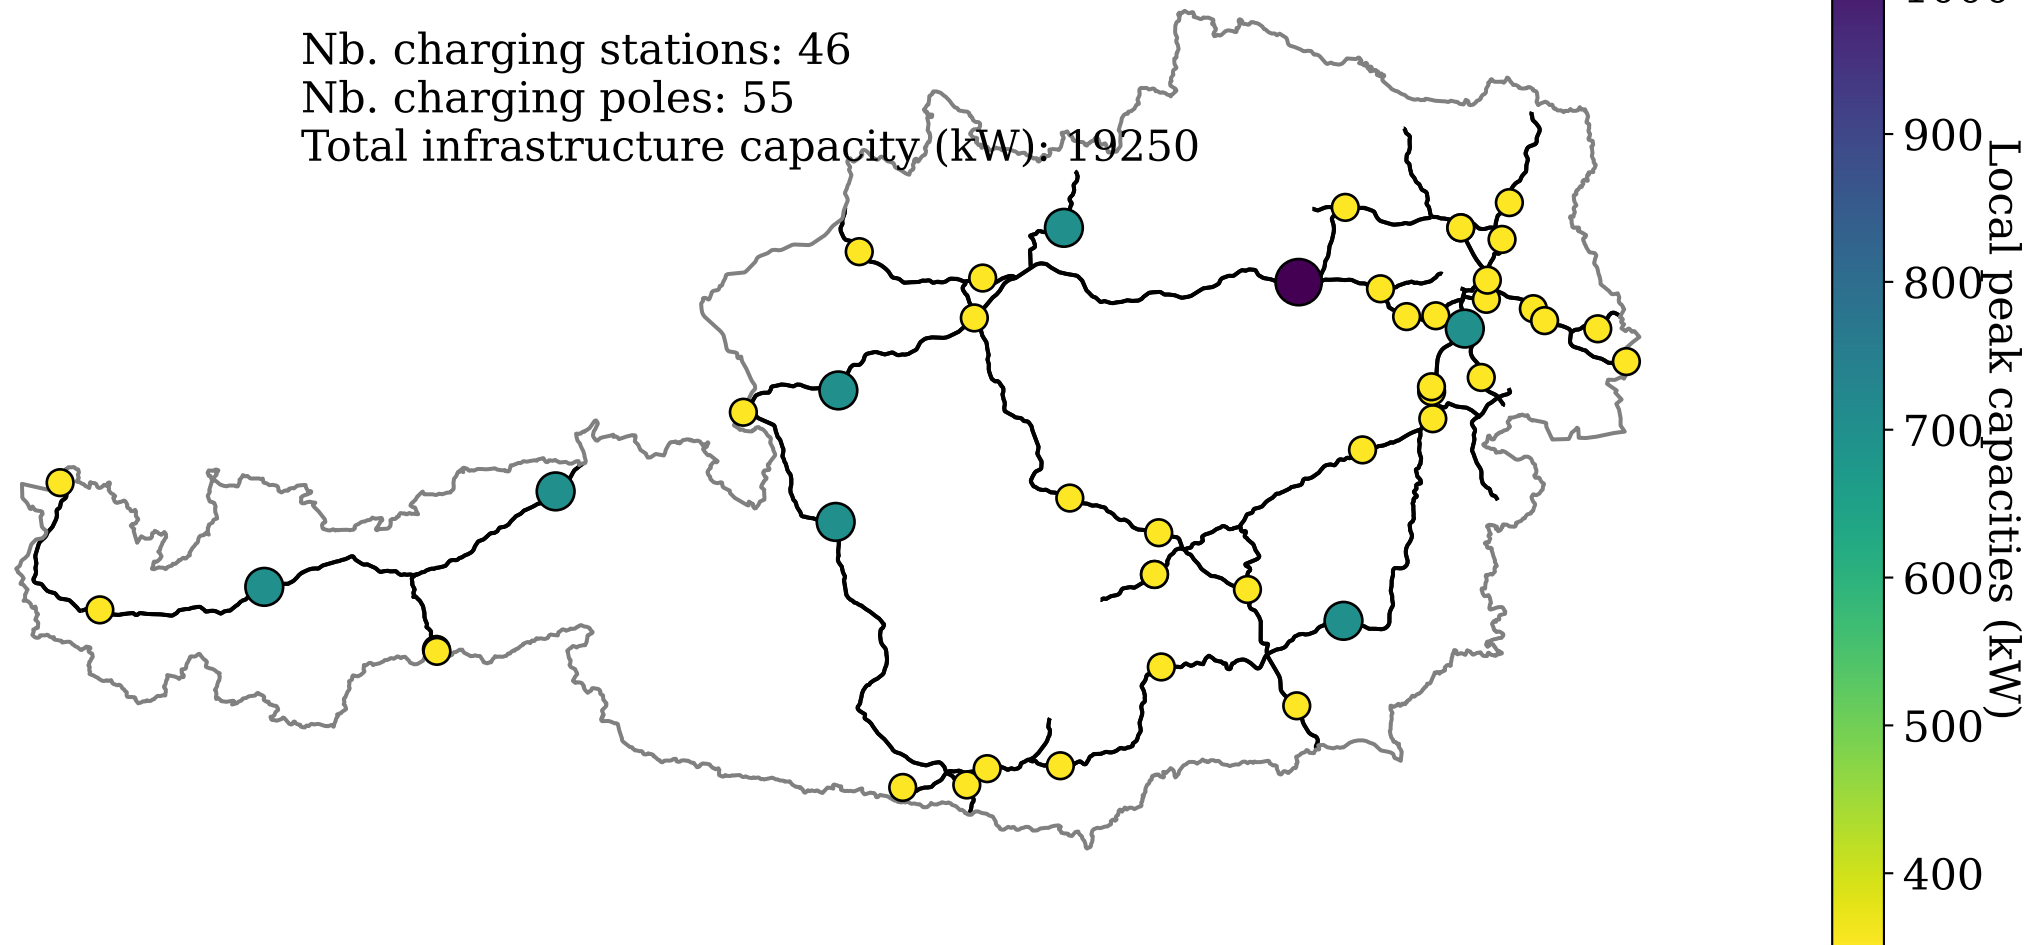 Nb. charging stations: 46
Nb. charging poles: 55
Total infrastructure capacity (kW): 19250
900
800
700
600
500
400
Local peak capacities (kW)